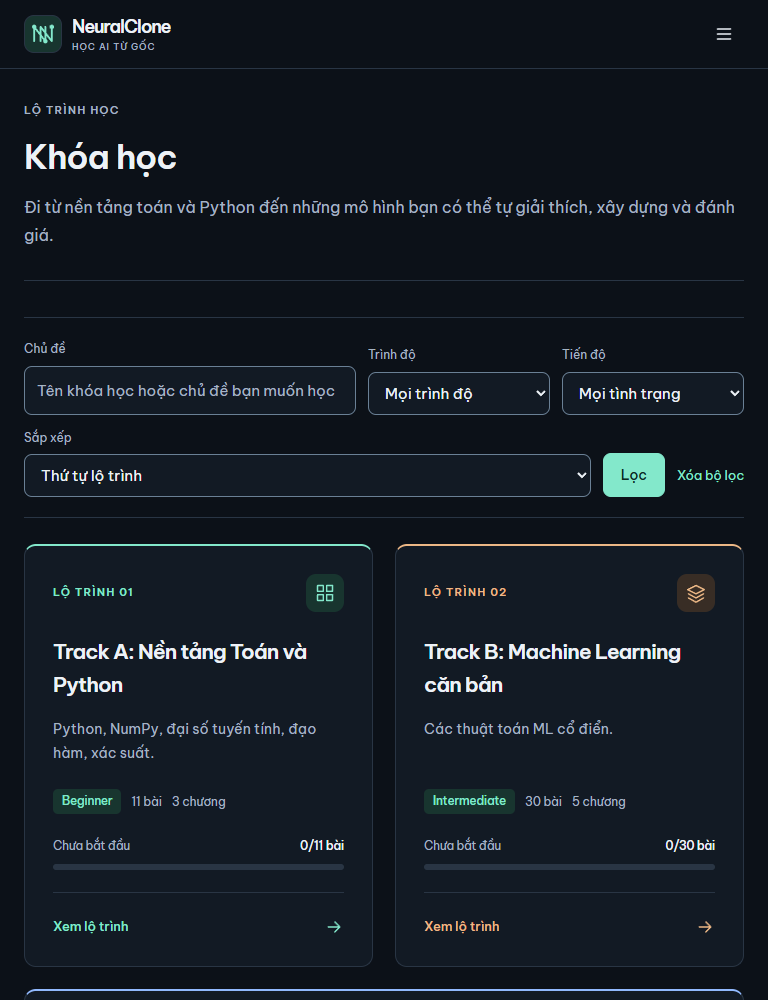 NeuralClone
HỌC AI TỪ GỐC
LỘ TRÌNH HỌC
Khóa học
Đi từ nền tảng toán và Python đến những mô hình bạn có thể tự giải thích, xây dựng và đánh
giá.
Chủ đề
Trình độ
Tiến độ
Tên khóa học hoặc chủ đề bạn muốn học
Mọi trình độ
Mọi tình trạng
Sắp xếp
Thứ tự lộ trình
Lọc
Xóa bộ lọc
LỘ TRÌNH 01
Track A: Nền tảng Toán và
Python
Python, NumPy, đại số tuyến tính, đạo
hàm, xác suất.
Beginner 11 bài 3 chương
Chưa bắt đầu 0/11 bài
Xem lộ trình
LỘ TRÌNH 02
Track B: Machine Learning
căn bản
Các thuật toán ML cổ điển.
Intermediate 30 bài 5 chương
Chưa bắt đầu 0/30 bài
Xem lộ trình